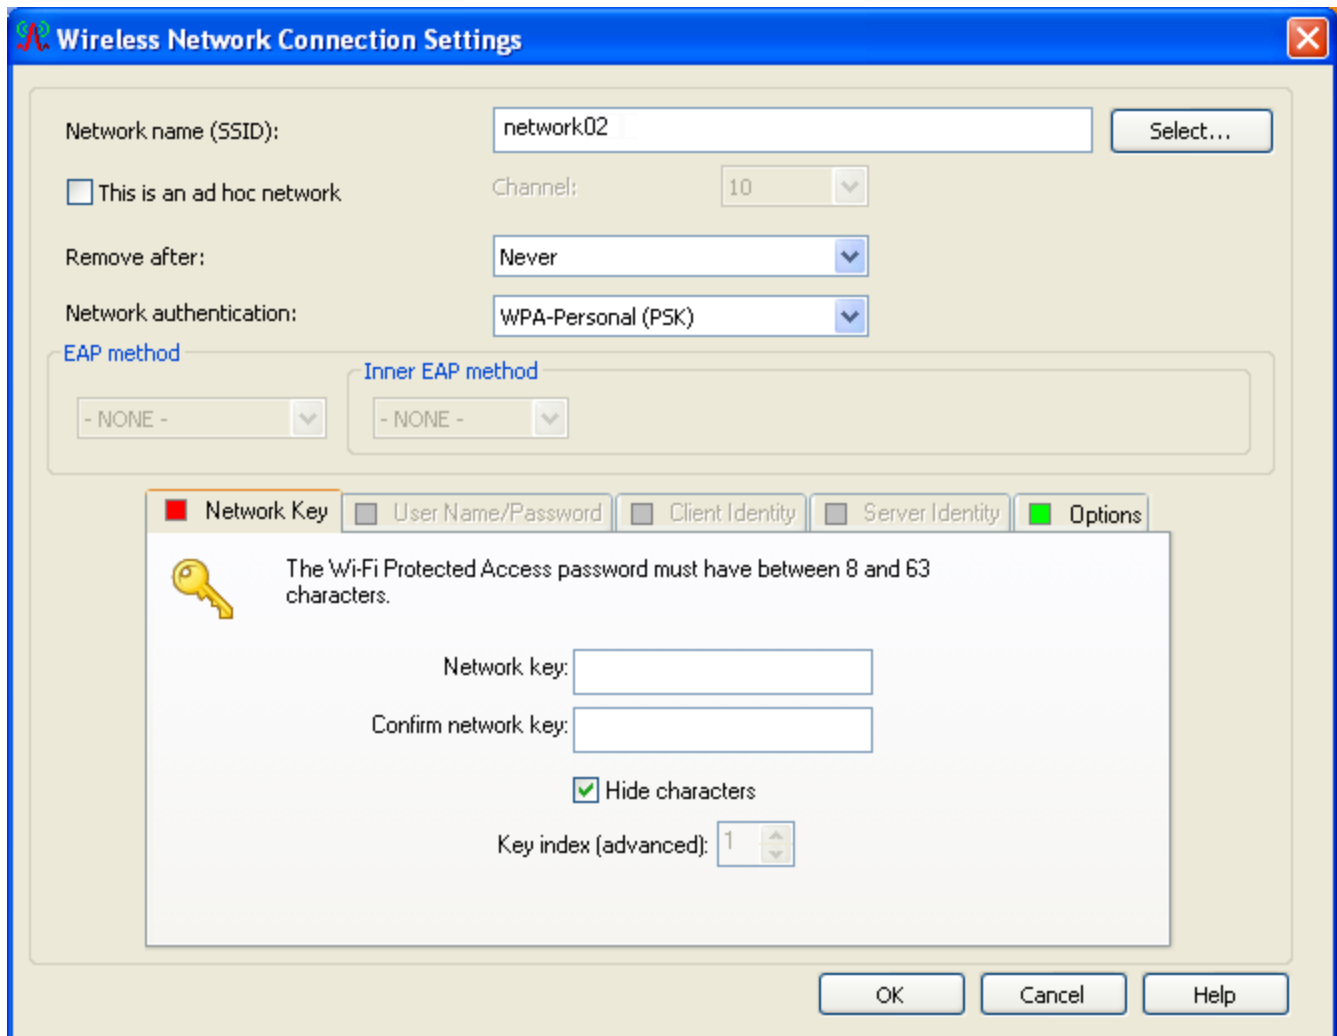 Wireless Network Connection Settings
Network name (SSID): network02 Select...
This is an ad hoc network Channel: 10
Remove after: Never
Network authentication: WPA-Personal (PSK)
EAP method
Inner EAP method
- NONE - - NONE -
Network Key User Name/Password Client Identity Server Identity Options
The Wi-Fi Protected Access password must have between 8 and 63
characters.
Network key:
Confirm network key:
Hide characters
Key index (advanced): 1
OK Cancel Help